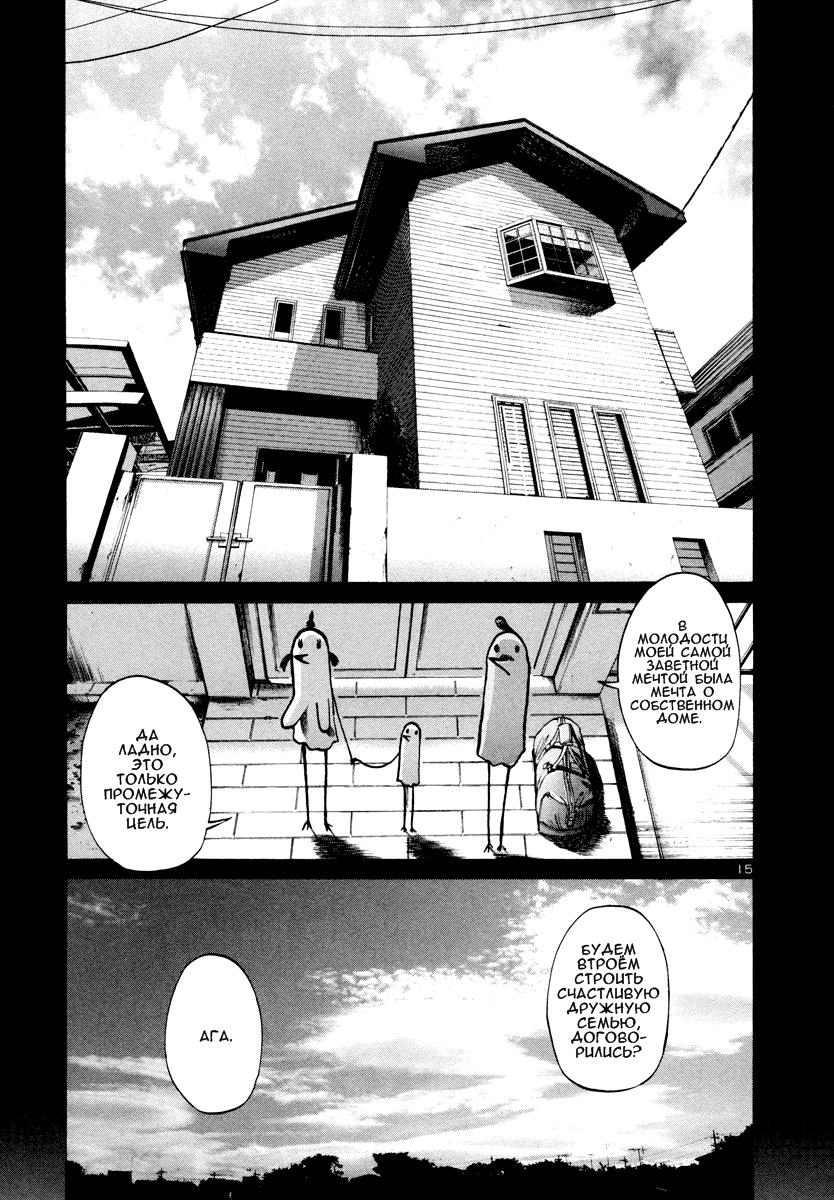 В
МОЛОДОСТИ
МОЕЙ САМОЙ
ЗАВЕТНОЙ
МЕЧТОЙ БЫЛА
МЕЧТА О
СОБСТВЕННОМ
ДОМЕ.
ДА
ЛАДНО,
ЭТО
ТОЛЬКО
ПРОМЕЖУ-
ТОЧНАЯ
ЦЕЛЬ.
15
БУДЕМ
ВТРОЁМ
СТРОИТЬ
СЧАСТЛИВУЮ
ДРУЖНУЮ
СЕМЬЮ,
ДОГОВО-
РИЛИСЬ?
АГА.